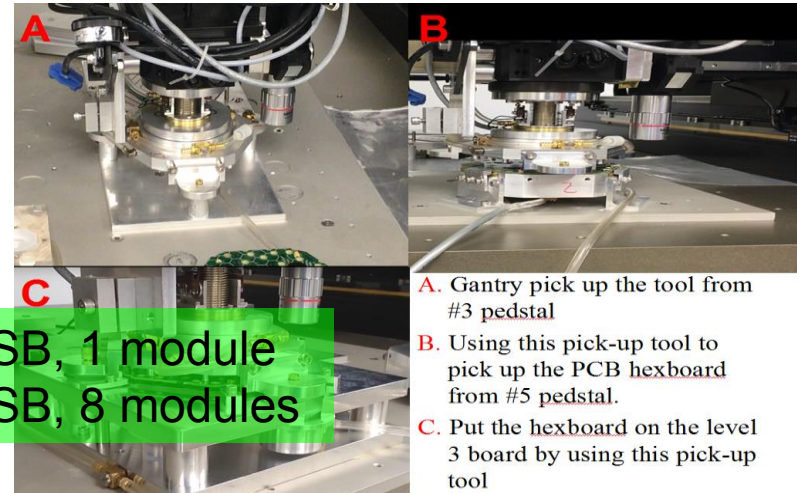 A
B
C
SB, 1 module
SB, 8 modules
A. Gantry pick up the tool from
#3 pedstal
B. Using this pick-up tool to
pick up the PCB hexboard
from #5 pedstal.
C. Put the hexboard on the level
3 board by using this pick-up
tool